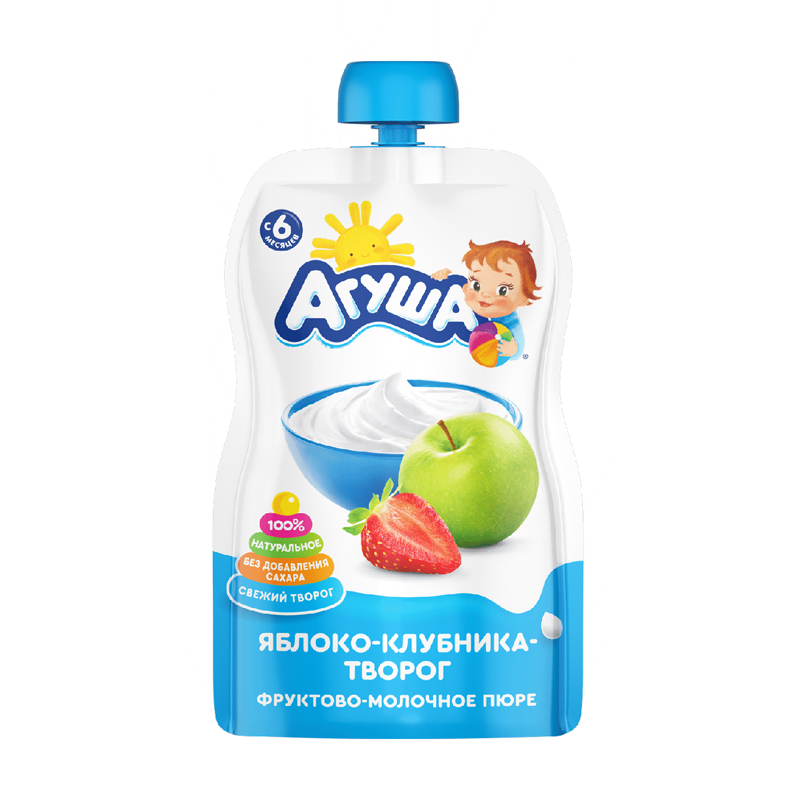 С 6
МЕСЯЦЕВ
АГУША
®
100%
НАТУРАЛЬНОЕ
БЕЗ ДОБАВЛЕНИЯ
САХАРА
СВЕЖИЙ ТВОРОГ
ЯБЛОКО-КЛУБНИКА-
ТВОРОГ
ФРУКТОВО-МОЛОЧНОЕ ПЮРЕ